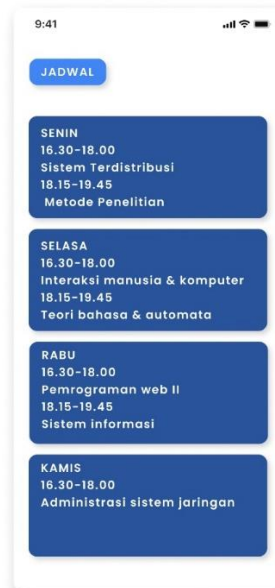 9:41
JADWAL
SENIN
16.30-18.00
Sistem Terdistribusi
18.15-19.45
Metode Penelitian
SELASA
16.30-18.00
Interaksi manusia & komputer
18.15-19.45
Teori bahasa & automata
RABU
16.30-18.00
Pemrograman web II
18.15-19.45
Sistem informasi
KAMIS
16.30-18.00
Administrasi sistem jaringan